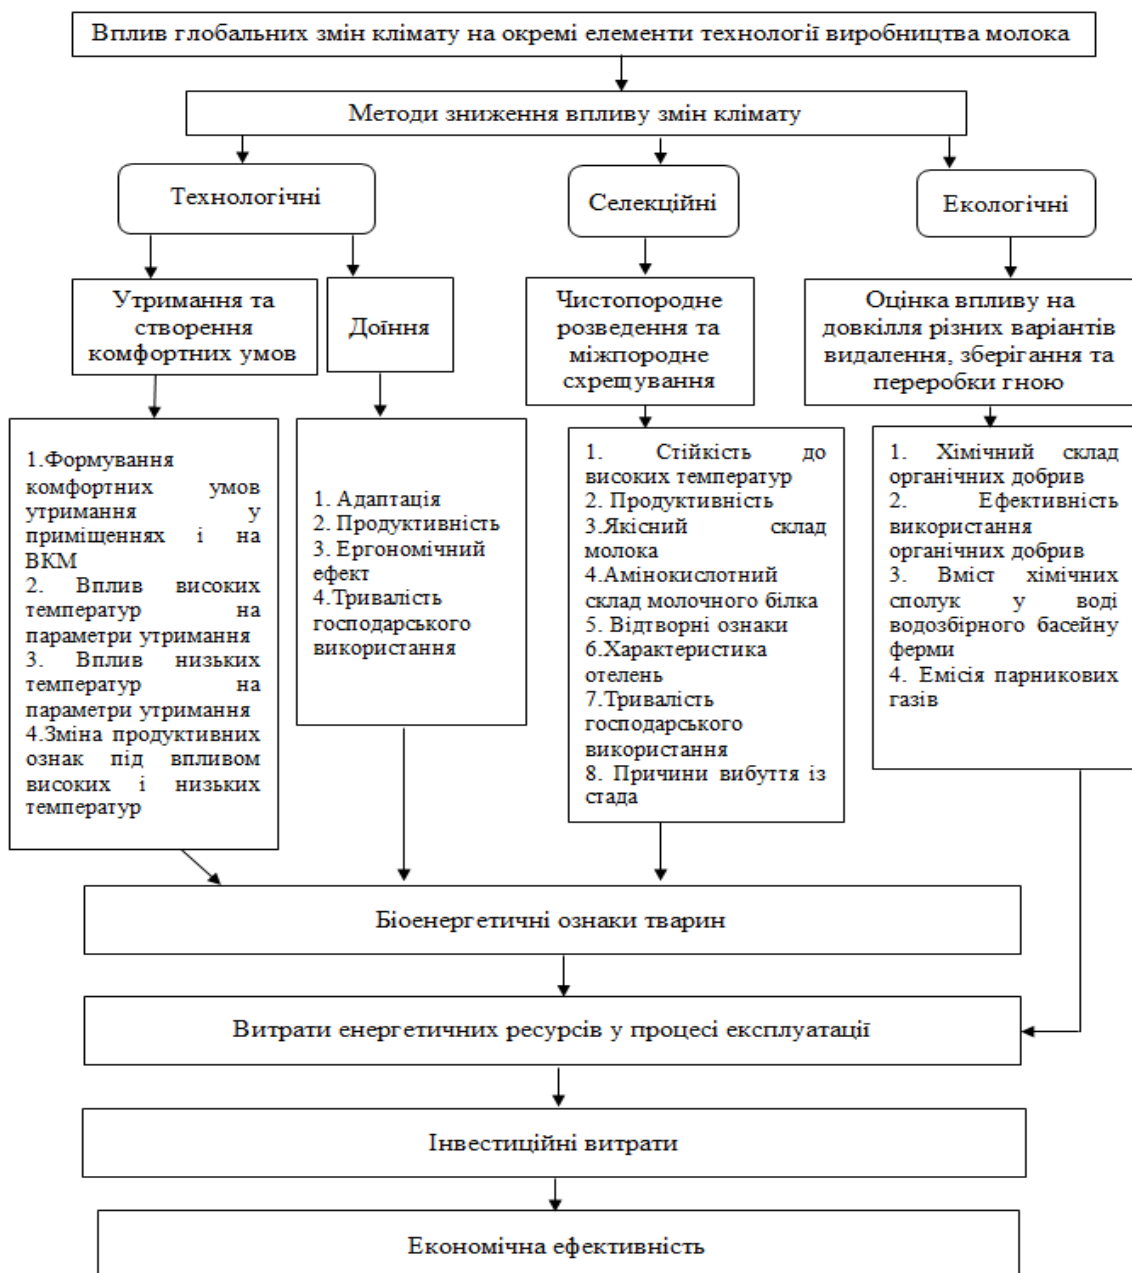 Вплив глобальних змін клімату на окремі елементи технології виробництва молока
Методи зниження впливу змін клімату
Технологічні
Селекційні
Екологічні
Утримання та
створення
комфортних умов
Доїння
Чистопородне
розведення та
міжпородне
схрещування
Оцінка впливу на
довкілля різних варіантів
видалення, зберігання та
переробки гною
1.Формування
комфортних умов
утримання у
приміщеннях і на
ВКМ
2. Вплив високих
температур на
параметри утримання
3. Вплив низьких
температур на
параметри утримання
4.Зміна продуктивних
ознак під впливом
високих і низьких
температур
1. Адаптація
2. Продуктивність
3. Ергономічний
ефект
4.Тривалість
господарського
використання
1. Стійкість до
високих температур
2. Продуктивність
3.Якісний склад
молока
4.Амінокислотний
склад молочного білка
5. Відтворні ознаки
6.Характеристика
отелень
7.Тривалість
господарського
використання
8. Причини вибуття із
стада
1. Хімічний склад
органічних добрив
2. Ефективність
використання
органічних добрив
3. Вміст хімічних
сполук у воді
водозбірного басейну
ферми
4. Емісія парникових
газів
Біоенергетичні ознаки тварин
Витрати енергетичних ресурсів у процесі експлуатації
Інвестиційні витрати
Економічна ефективність